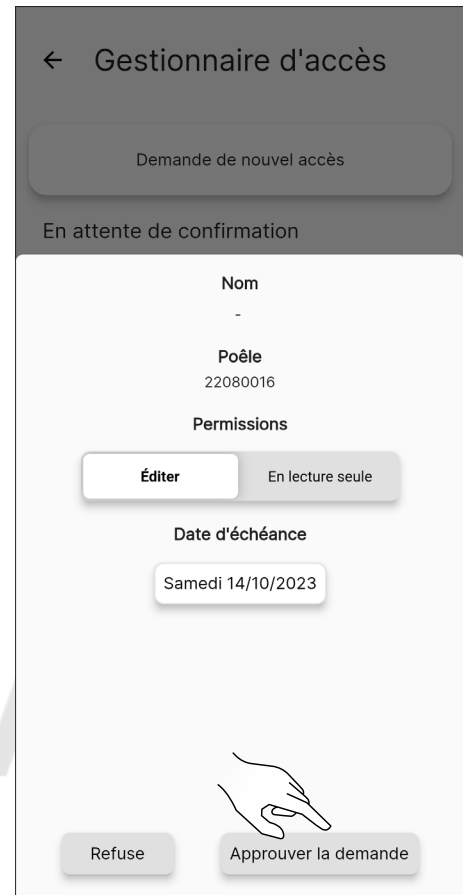 Gestionnaire d'accès
Demande de nouvel accès
En attente de confirmation
Nom
-
Poêle
22080016
Permissions
Éditer
En lecture seule
Date d'échéance
Samedi 14/10/2023
Refuse
Approuver la demande